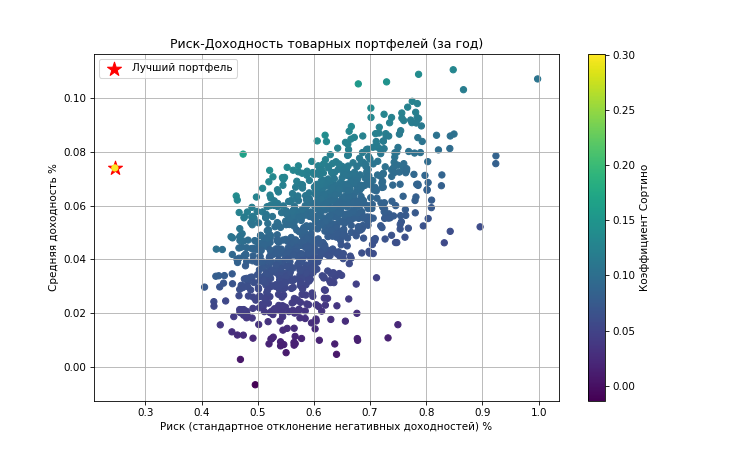 Риск-Доходность товарных портфелей (за год)
Лучший портфель
0.10
0.08
0.06
0.04
0.02
0.00
Средняя доходность %
0.3 0.4 0.5 0.6 0.7 0.8 0.9 1.0
Риск (стандартное отклонение негативных доходностей) %
0.30
0.25
0.20
0.15
0.10
0.05
0.00
Коэффициент Сортино